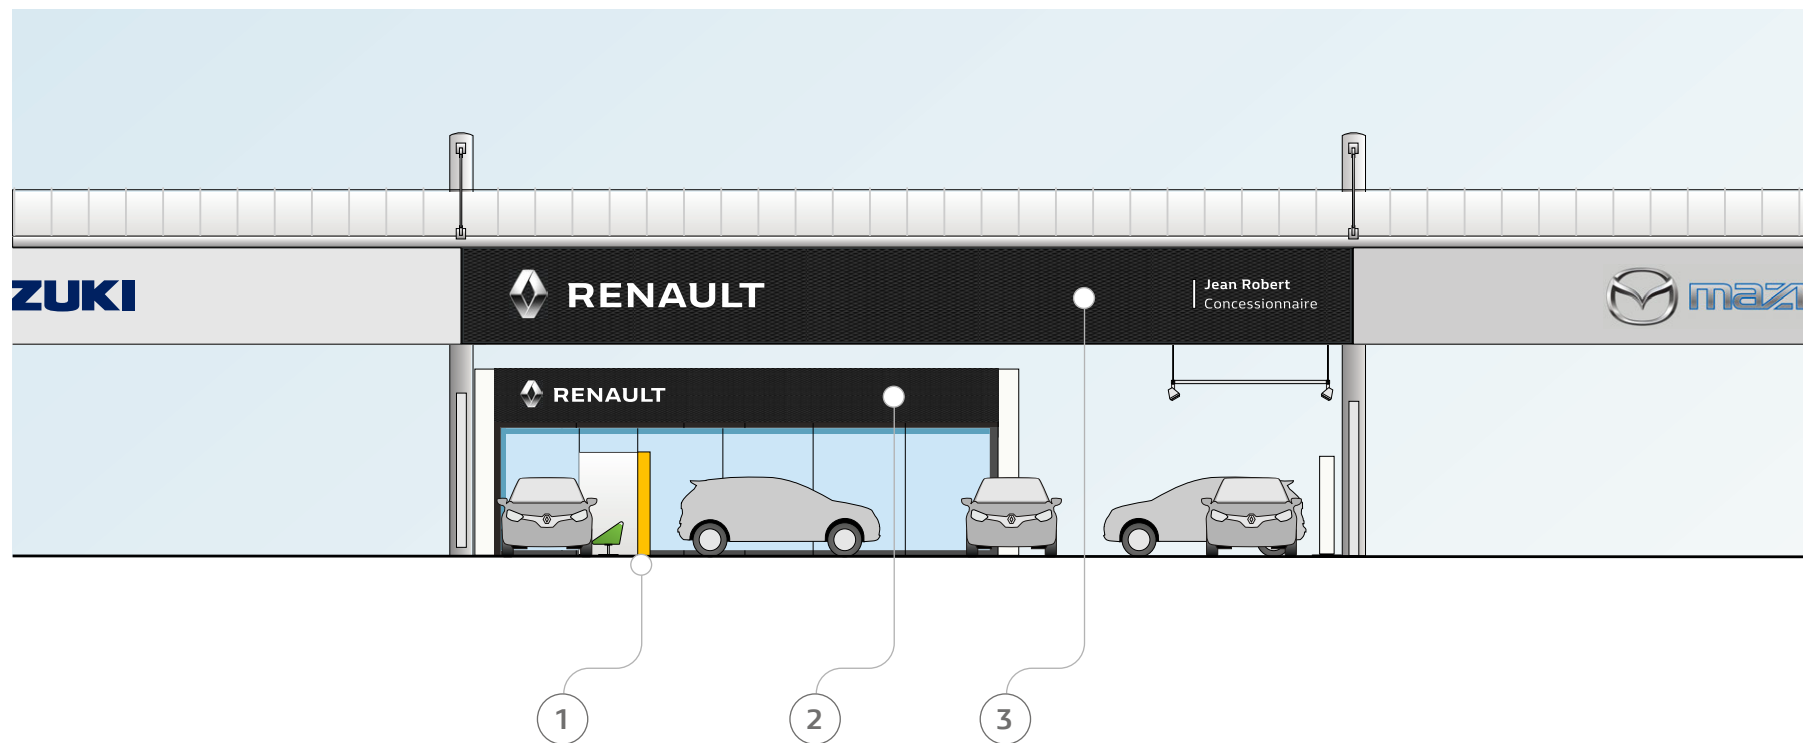 ZUKI
RENAULT
Jean Robert
Concessionnaire
RENAULT
1
2
3